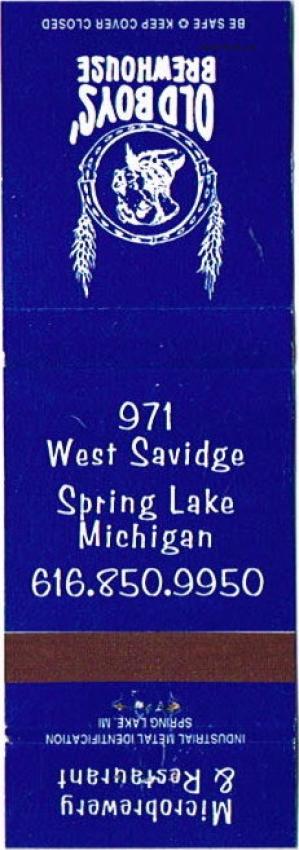 BE SAFE ✪ KEEP COVER CLOSED
OLD BOYS'
BREWHOUSE
971
West Savidge
Spring Lake
Michigan
616.850.9950
Microbrewery
& Restaurant
INDUSTRIAL METAL IDENTIFICATION
SPRING LAKE, MI